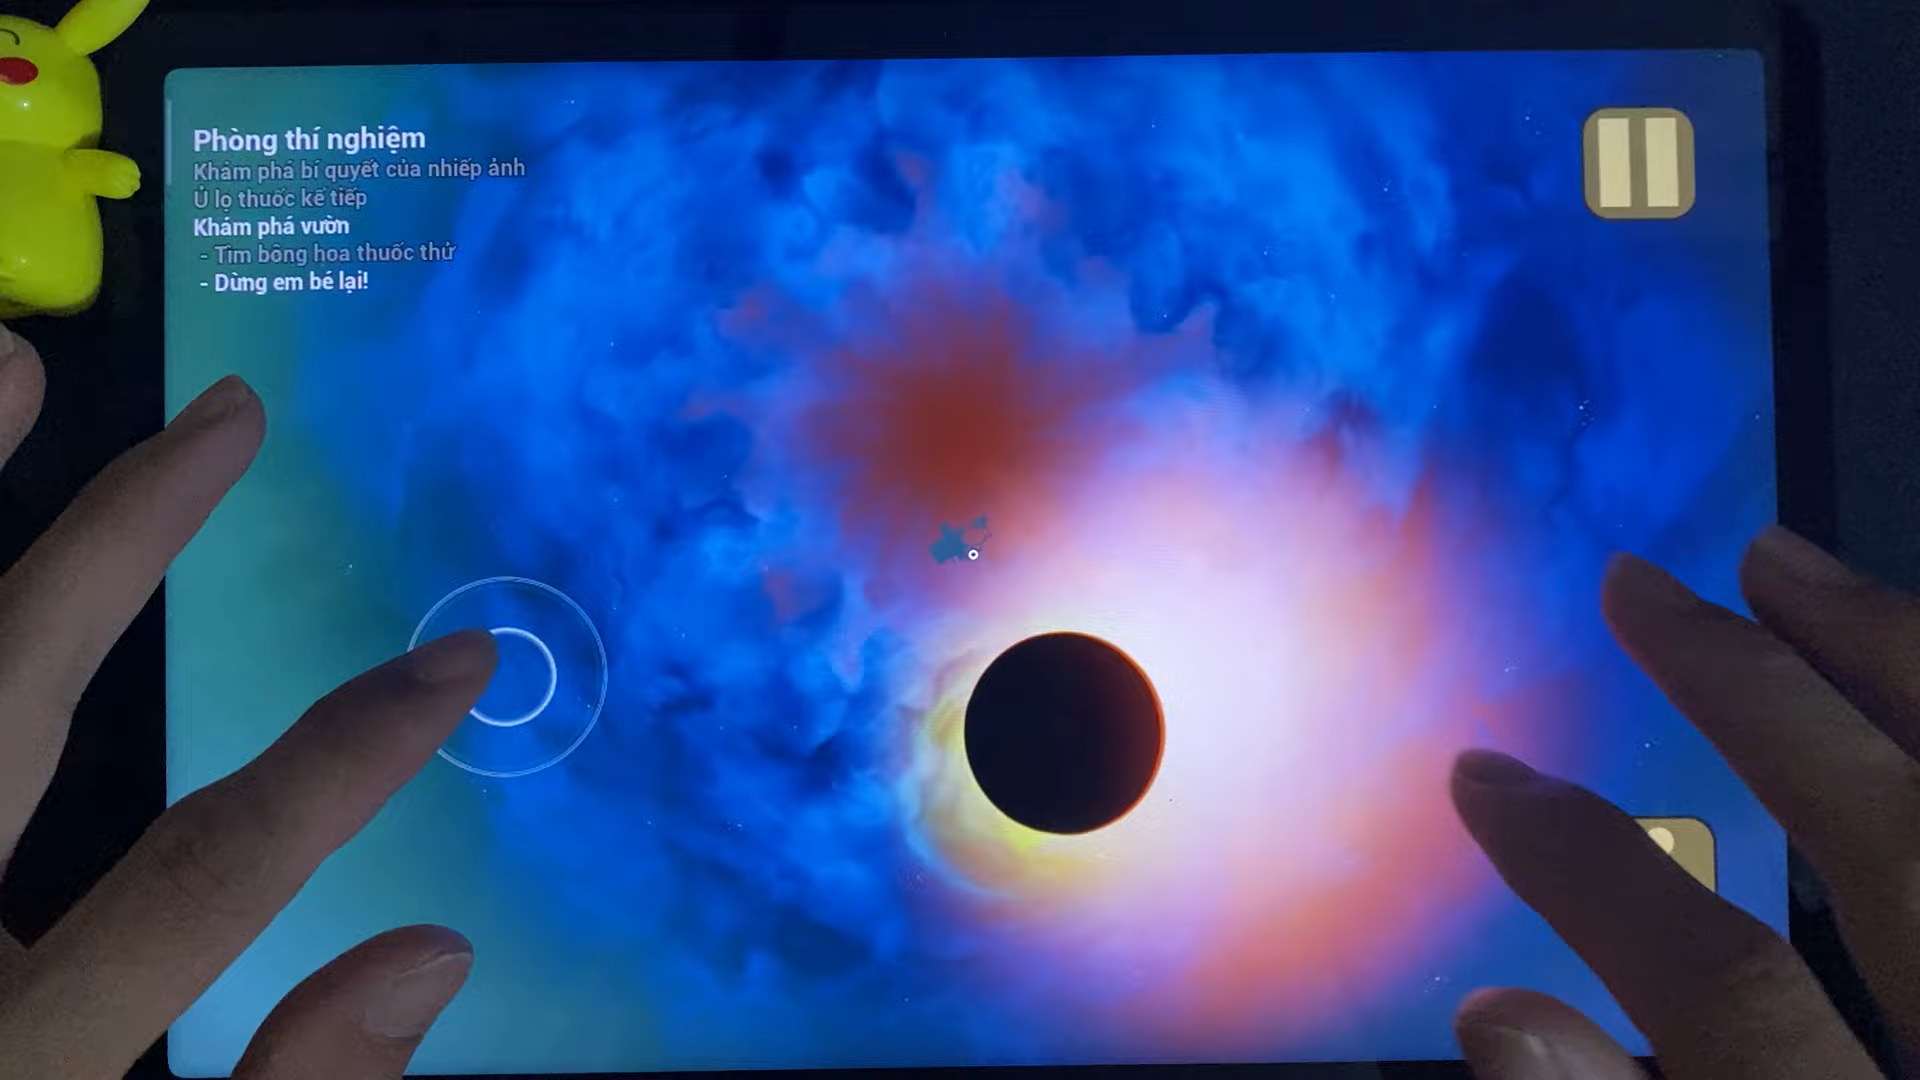 Phòng thí nghiệm
Khám phá bí quyết của nhiếp ảnh
Ủ lọ thuốc kế tiếp
Khám phá vườn
- Tìm bông hoa thuốc thử
- Dừng em bé lại!